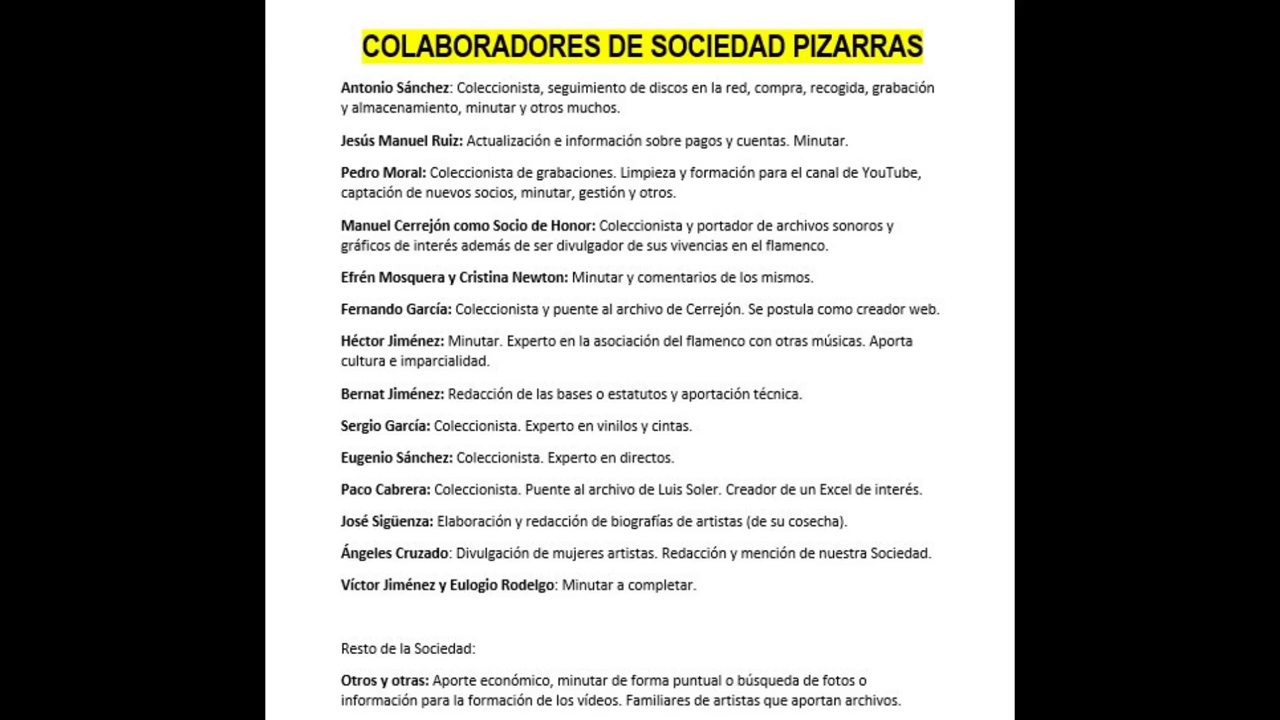 COLABORADORES DE SOCIEDAD PIZARRAS
Antonio Sánchez: Coleccionista, seguimiento de discos en la red, compra, recogida, grabación
y almacenamiento, minutar y otros muchos.
Jesús Manuel Ruiz: Actualización e información sobre pagos y cuentas. Minutar.
Pedro Moral: Coleccionista de grabaciones. Limpieza y formación para el canal de YouTube,
captación de nuevos socios, minutar, gestión y otros.
Manuel Cerrejón como Socio de Honor: Coleccionista y portador de archivos sonoros y
gráficos de interés además de ser divulgador de sus vivencias en el flamenco.
Efrén Mosquera y Cristina Newton: Minutar y comentarios de los mismos.
Fernando García: Coleccionista y puente al archivo de Cerrejón. Se postula como creador web.
Héctor Jiménez: Minutar. Experto en la asociación del flamenco con otras músicas. Aporta
cultura e imparcialidad.
Bernat Jiménez: Redacción de las bases o estatutos y aportación técnica.
Sergio García: Coleccionista. Experto en vinilos y cintas.
Eugenio Sánchez: Coleccionista. Experto en directos.
Paco Cabrera: Coleccionista. Puente al archivo de Luis Soler. Creador de un Excel de interés.
José Sigüenza: Elaboración y redacción de biografías de artistas (de su cosecha).
Ángeles Cruzado: Divulgación de mujeres artistas. Redacción y mención de nuestra Sociedad.
Víctor Jiménez y Eulogio Rodelgo: Minutar a completar.
Resto de la Sociedad:
Otros y otras: Aporte económico, minutar de forma puntual o búsqueda de fotos o
información para la formación de los vídeos. Familiares de artistas que aportan archivos.